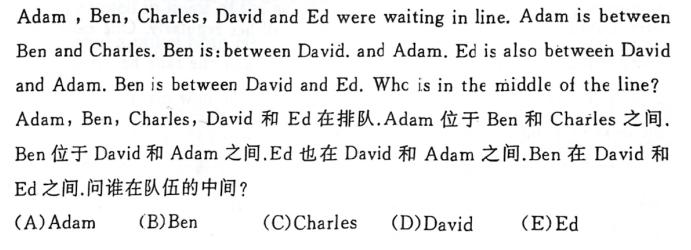 Adam , Ben, Charles, David and Ed were waiting in line. Adam is between
Ben and Charles. Ben is:between David. and Adam. Ed is also between David
and Adam. Ben is between David and Ed. Whc is in the middle of the line?
Adam, Ben, Charles, David 和 Ed 在排队.Adam 位于 Ben 和 Charles 之间.
Ben 位于 David 和 Adam 之间.Ed 也在 David 和 Adam 之间.Ben 在 David 和
Ed 之间.问谁在队伍的中间?
(A)Adam (B)Ben (C)Charles (D)David (E)Ed